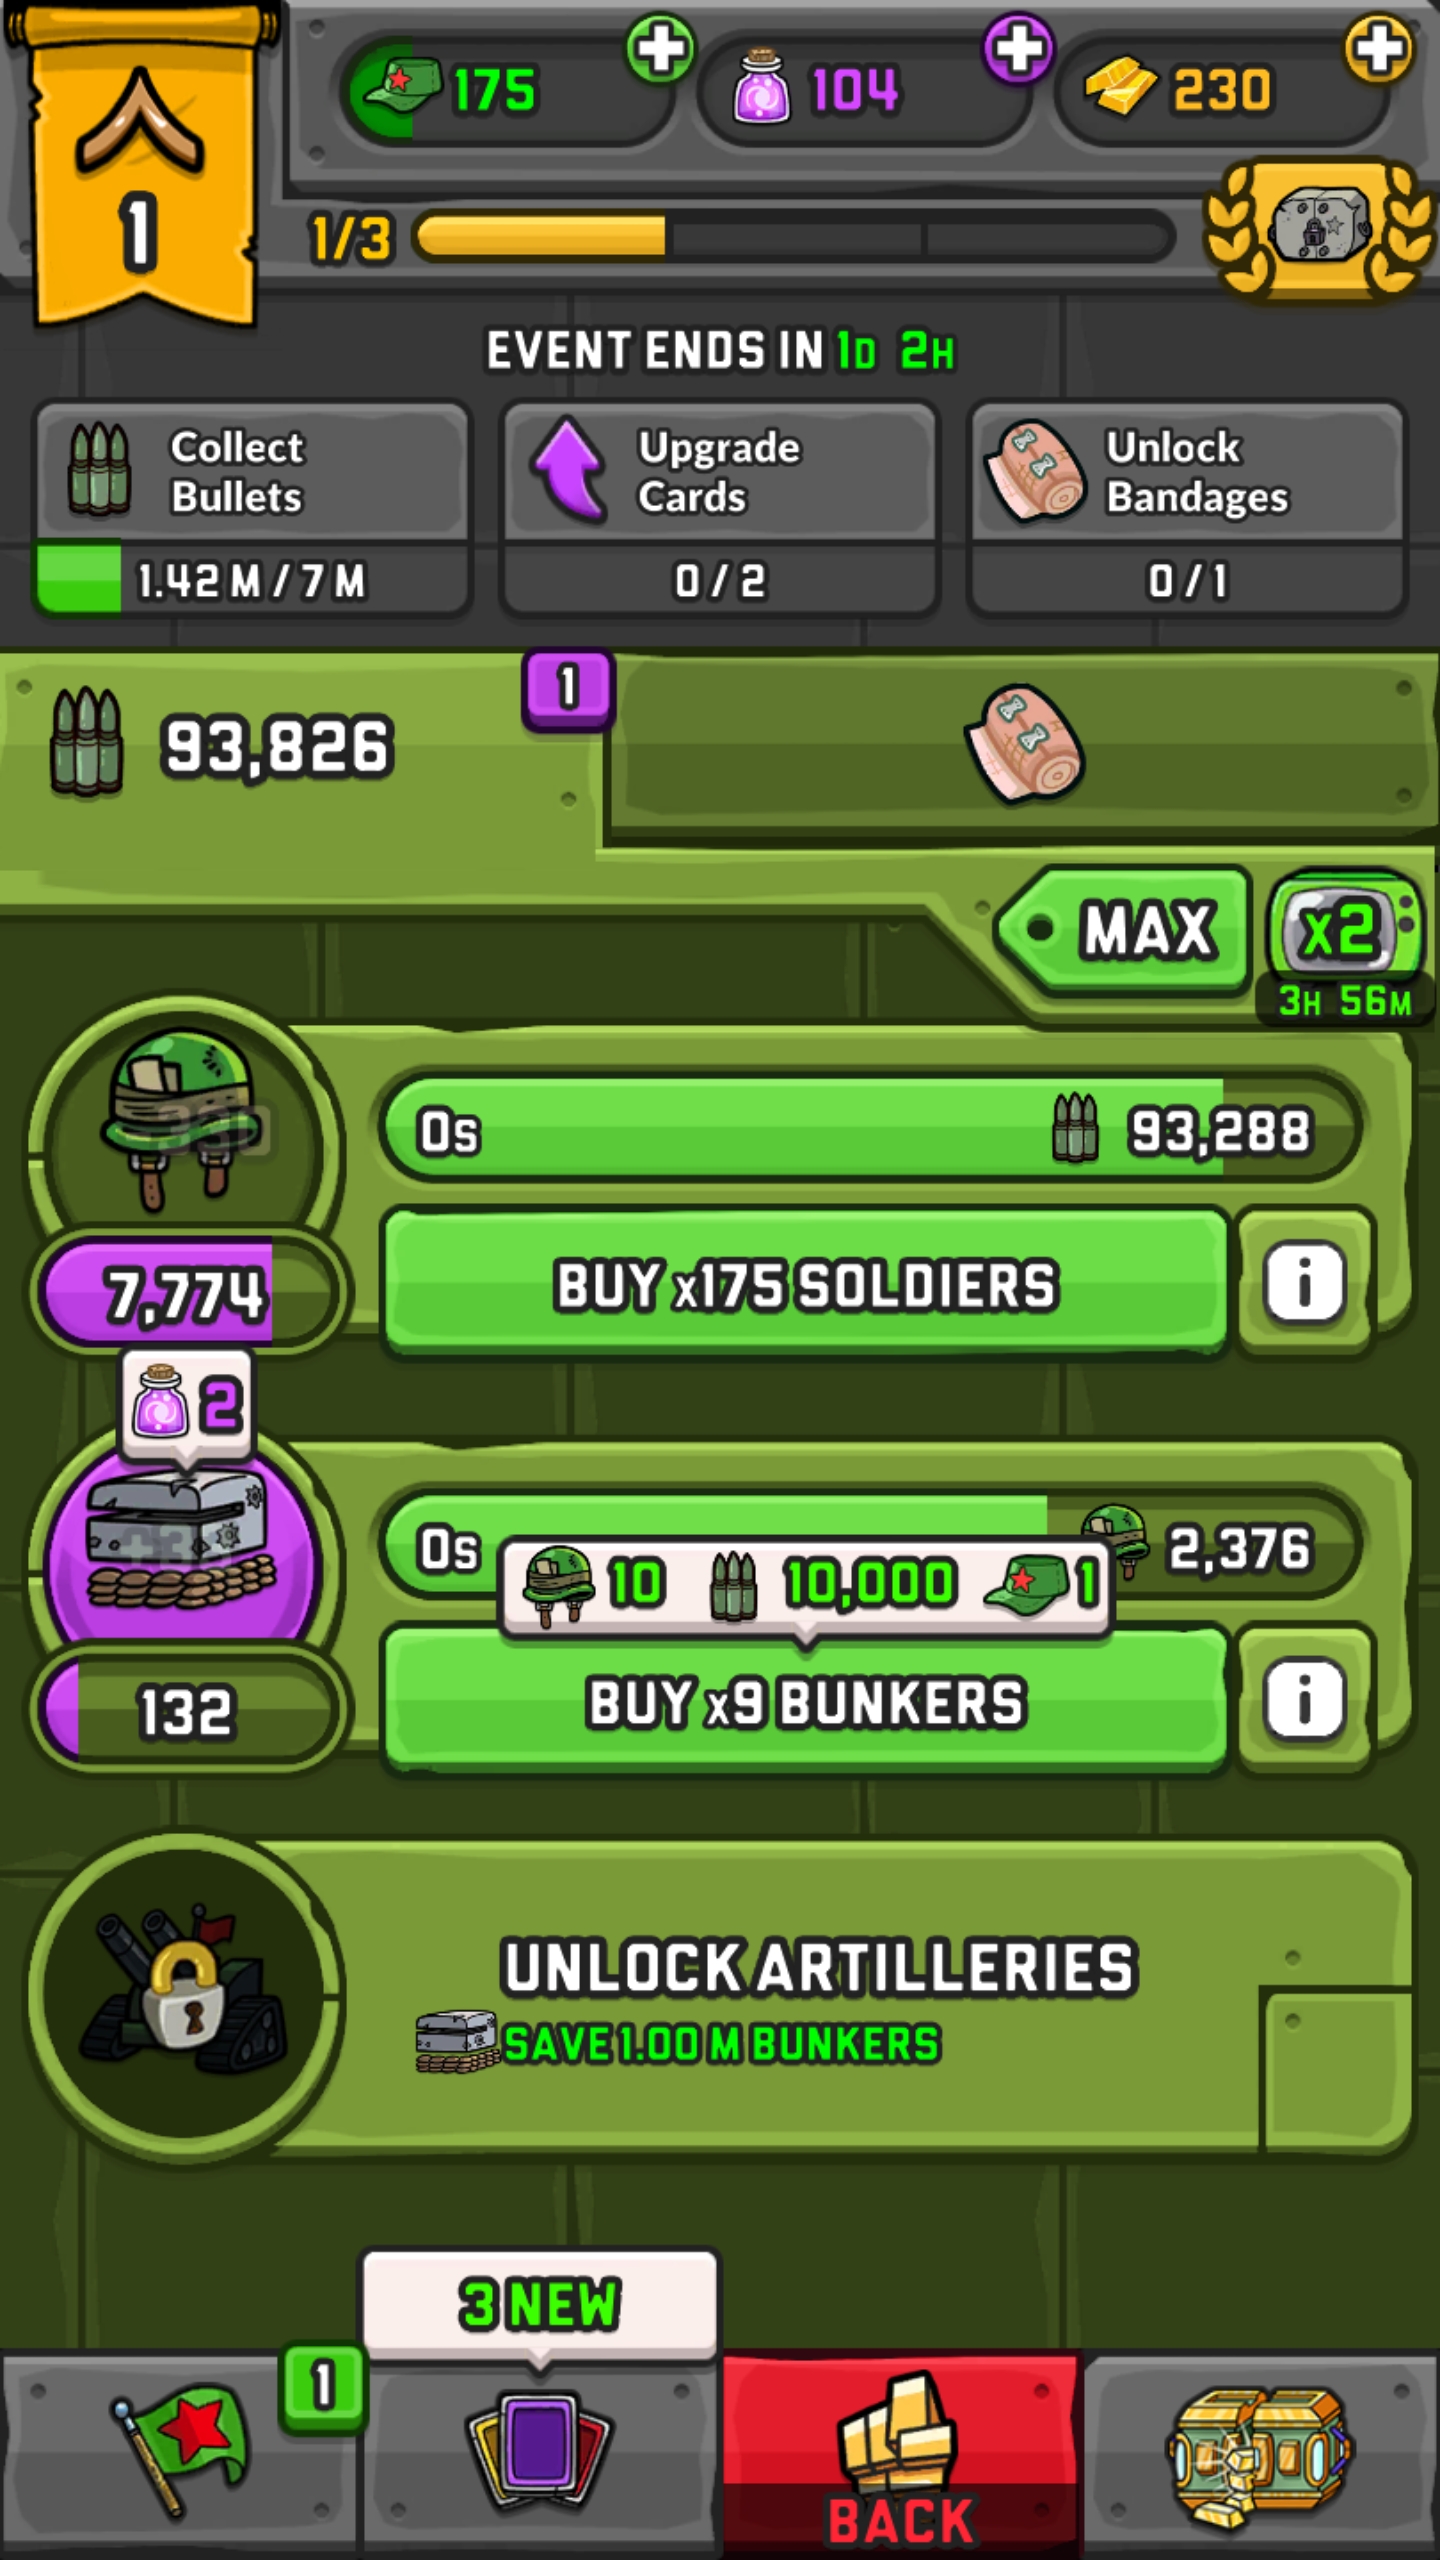 175
104
230
1
1/3
EVENT ENDS IN 1D 2H
Collect
Bullets
1.42 M / 7 M
Upgrade
Cards
0 / 2
Unlock
Bandages
0 / 1
93,826
1
MAX
x2
3H 56M
0s
93,288
7,774
BUY x175 SOLDIERS
2
0s
2,376
10
10,000
1
132
BUY x9 BUNKERS
UNLOCK ARTILLERIES
SAVE 1.00 M BUNKERS
3 NEW
1
BACK